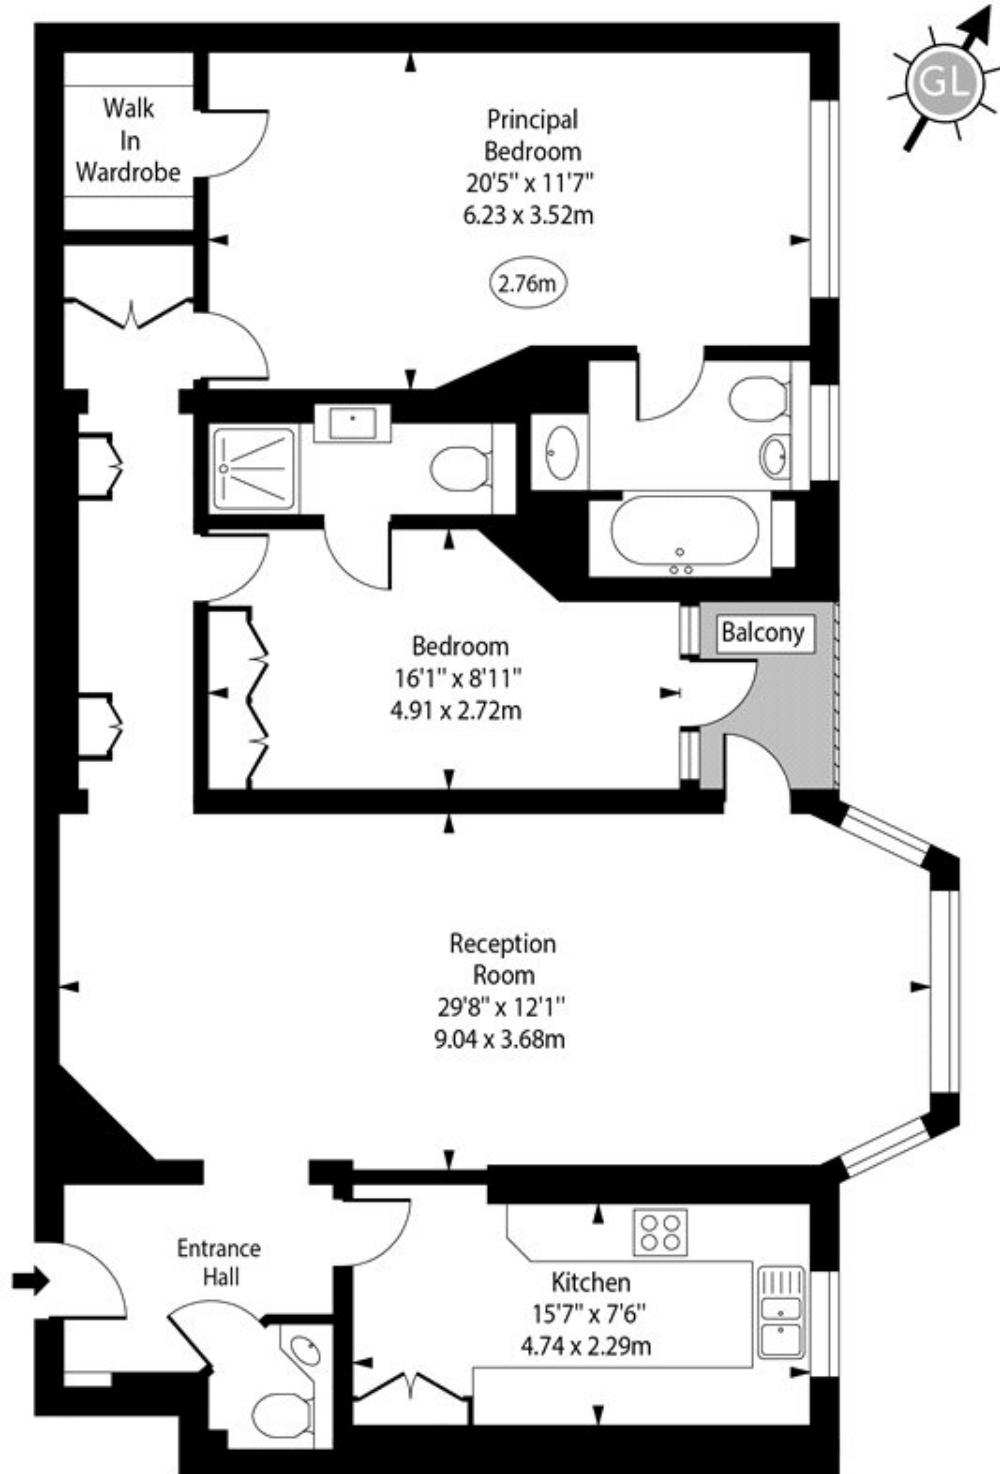 GL
Walk
In
Wardrobe
Principal
Bedroom
20'5" x 11'7"
6.23 x 3.52m
2.76m
Balcony
Bedroom
16'1" x 8'11"
4.91 x 2.72m
Reception
Room
29'8" x 12'1"
9.04 x 3.68m
Entrance
Hall
Kitchen
15'7" x 7'6"
4.74 x 2.29m